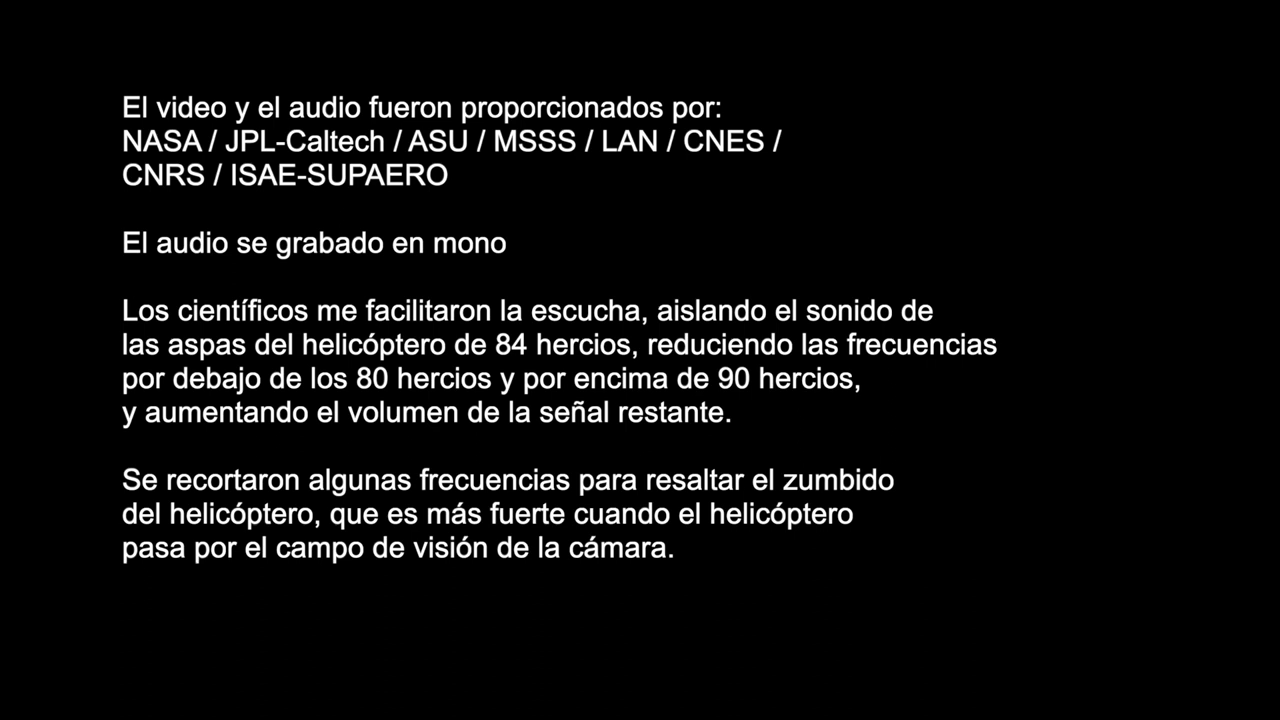 El video y el audio fueron proporcionados por:
NASA / JPL-Caltech / ASU / MSSS / LAN / CNES /
CNRS / ISAE-SUPAERO
El audio se grabado en mono
Los científicos me facilitaron la escucha, aislando el sonido de
las aspas del helicóptero de 84 hercios, reduciendo las frecuencias
por debajo de los 80 hercios y por encima de 90 hercios,
y aumentando el volumen de la señal restante.
Se recortaron algunas frecuencias para resaltar el zumbido
del helicóptero, que es más fuerte cuando el helicóptero
pasa por el campo de visión de la cámara.